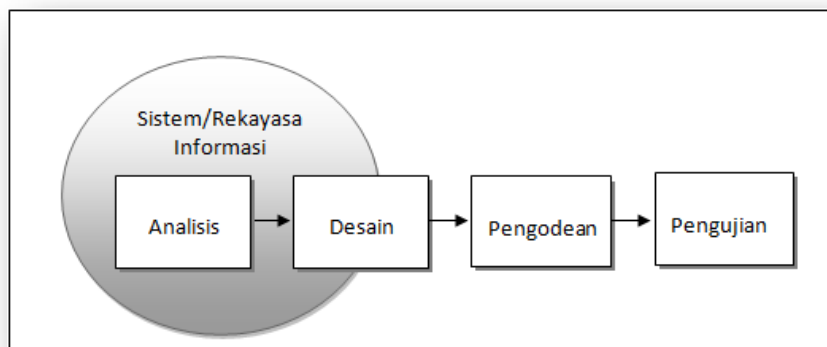 Sistem/Rekayasa
Informasi
Analisis
Desain
Pengodean
Pengujian